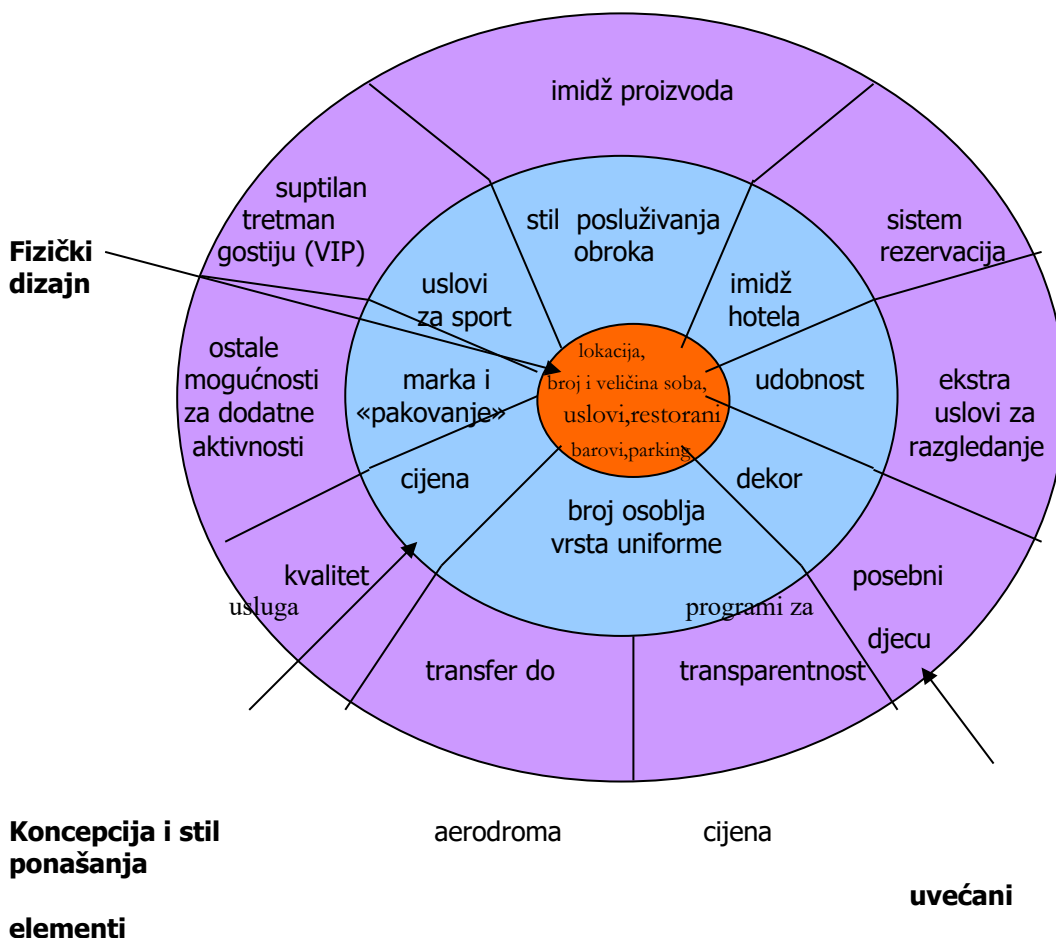 imidž proizvoda
suptilan
tretman
gostiju (VIP)
stil posluživanja
obroka
sistem
rezervacija
Fizički
dizajn
uslovi
za sport
imidž
hotela
ostale
mogućnosti
za dodatne
aktivnosti
marka i
«pakovanje»
lokacija,
broj i veličina soba,
uslovi,restorani
barovi,parking
udobnost
ekstra
uslovi za
razgledanje
cijena
dekor
broj osoblja
vrsta uniforme
kvalitet
usluga
programi za
posebni
djecu
transfer do
transparentnost
Koncepcija i stil
ponašanja
aerodroma
cijena
uvećani
elementi